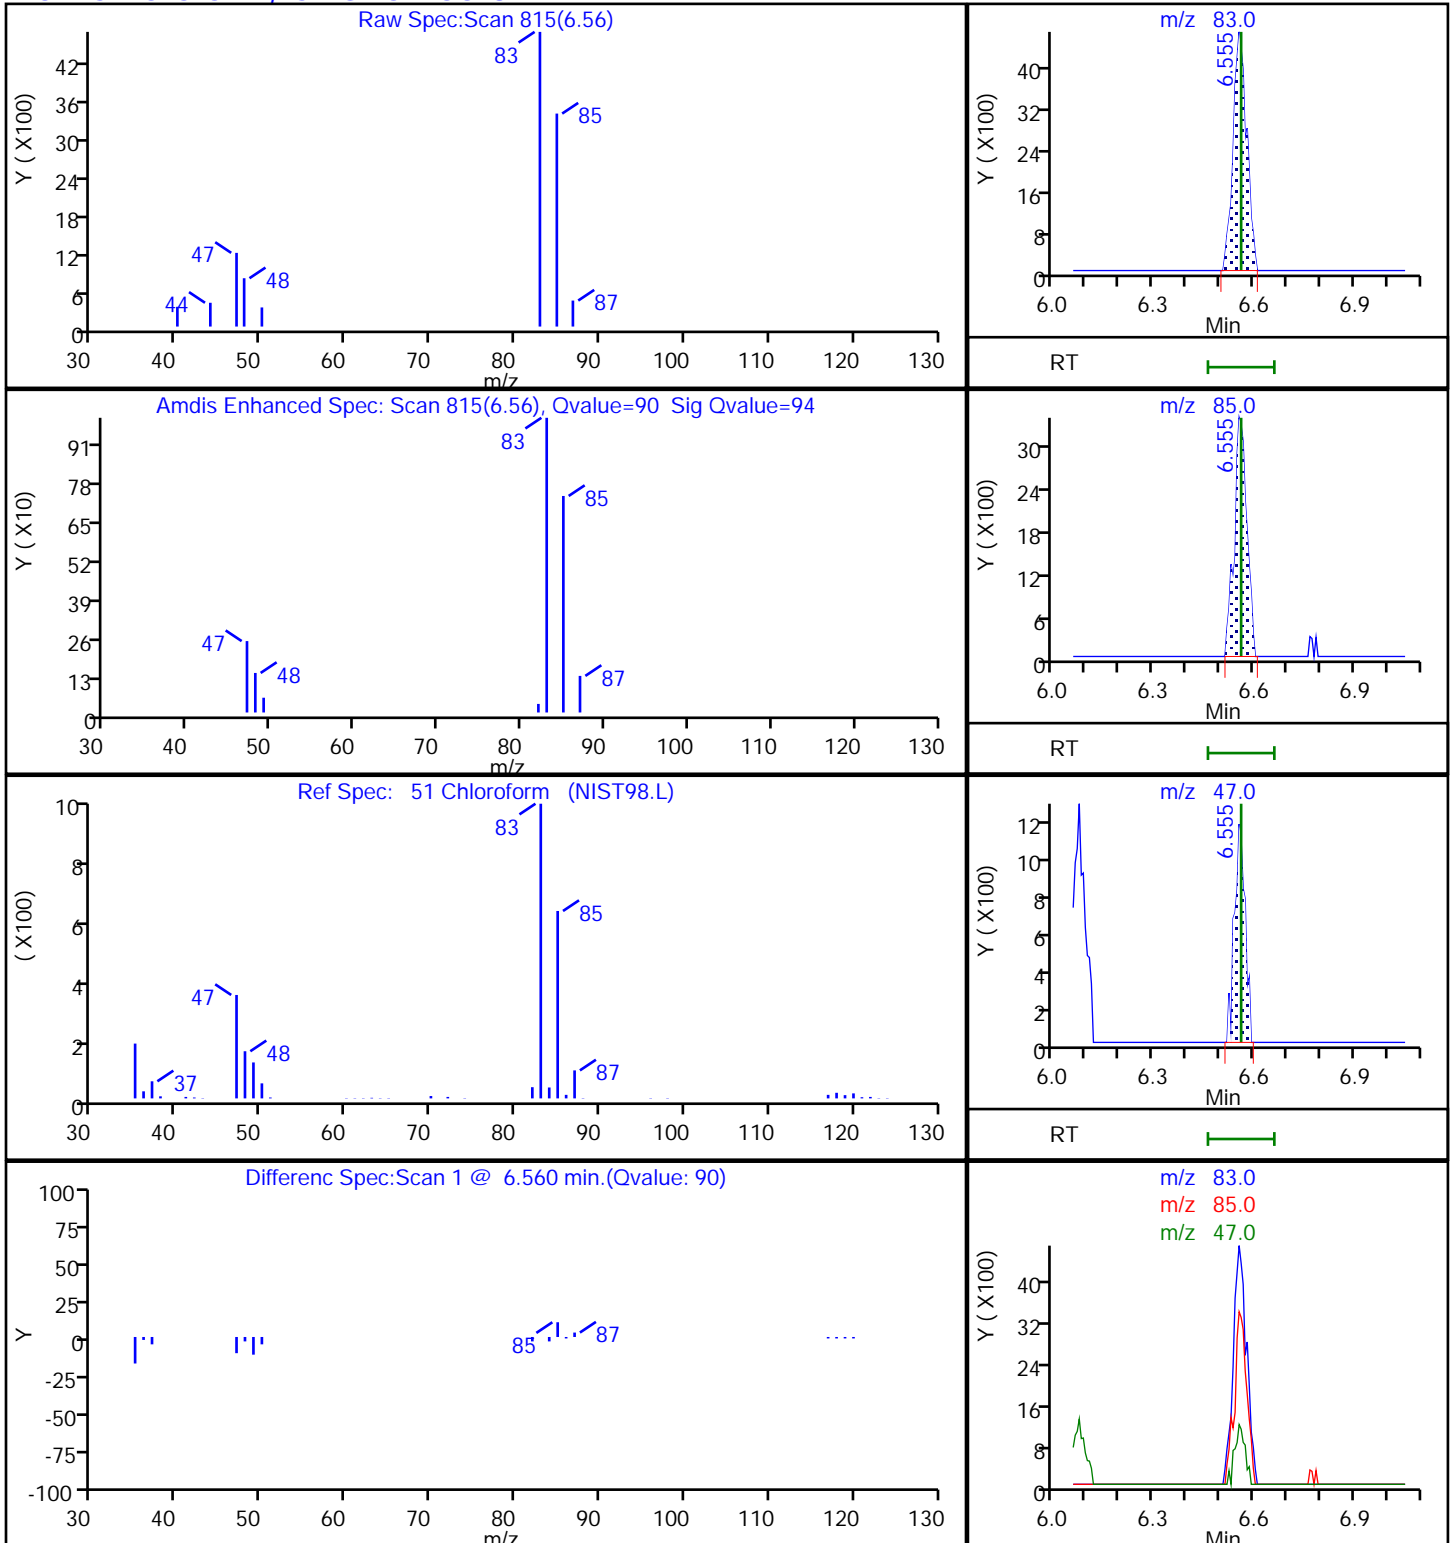 Raw Spec:Scan 815(6.56)
Y ( X100)
42
36
30
24
18
12
6
0
83
85
47
48
44
87
30 40 50 60 70 80 90 100 110 120 130
m/z
m/z 83.0
Y ( X100)
40
32
24
16
8
0
6.555
6.0 6.3 6.6 6.9
Min
RT
Amdis Enhanced Spec: Scan 815(6.56), Qvalue=90 Sig Qvalue=94
Y ( X10)
91
78
65
52
39
26
13
0
83
85
47
48
87
30 40 50 60 70 80 90 100 110 120 130
m/z
m/z 85.0
Y ( X100)
30
24
18
12
6
0
6.555
6.0 6.3 6.6 6.9
Min
RT
Ref Spec: 51 Chloroform (NIST98.L)
( X100)
10
8
6
4
2
0
83
85
47
48
37
87
30 40 50 60 70 80 90 100 110 120 130
m/z 47.0
Y ( X100)
12
10
8
6
4
2
0
6.555
6.0 6.3 6.6 6.9
Min
RT
Differenc Spec:Scan 1 @ 6.560 min.(Qvalue: 90)
Y
100
75
50
25
0
-25
-50
-75
-100
85
87
30 40 50 60 70 80 90 100 110 120 130
m/z
m/z 83.0
m/z 85.0
m/z 47.0
Y ( X100)
40
32
24
16
8
0
6.0 6.3 6.6 6.9
Min